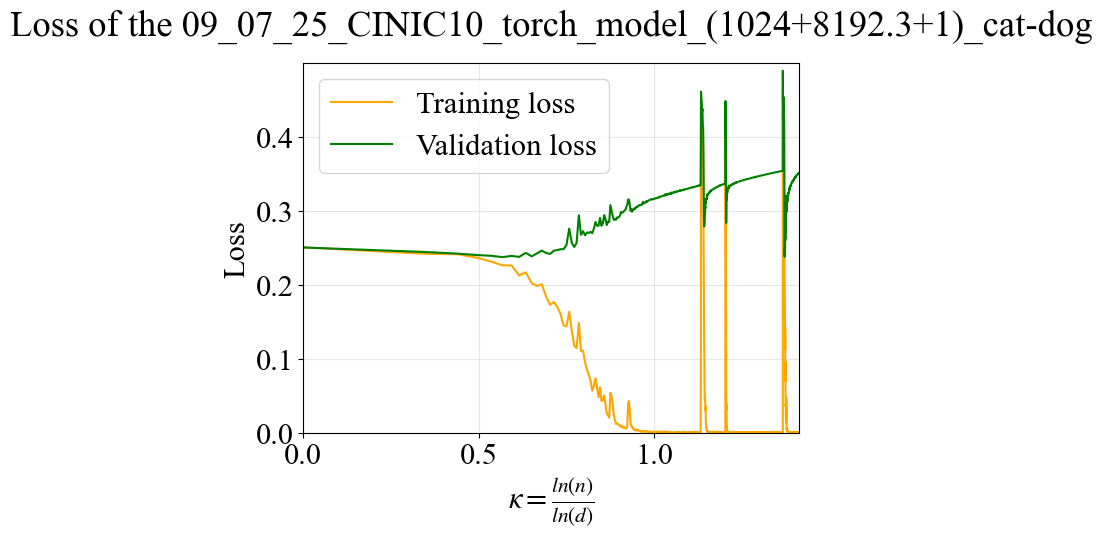 Loss of the 09_07_25_CINIC10_torch_model_(1024+8192.3+1)_cat-dog
Training loss
Validation loss
Loss
0.4
0.3
0.2
0.1
0.0
0.0 0.5 1.0
κ = ln(n)/ln(d)